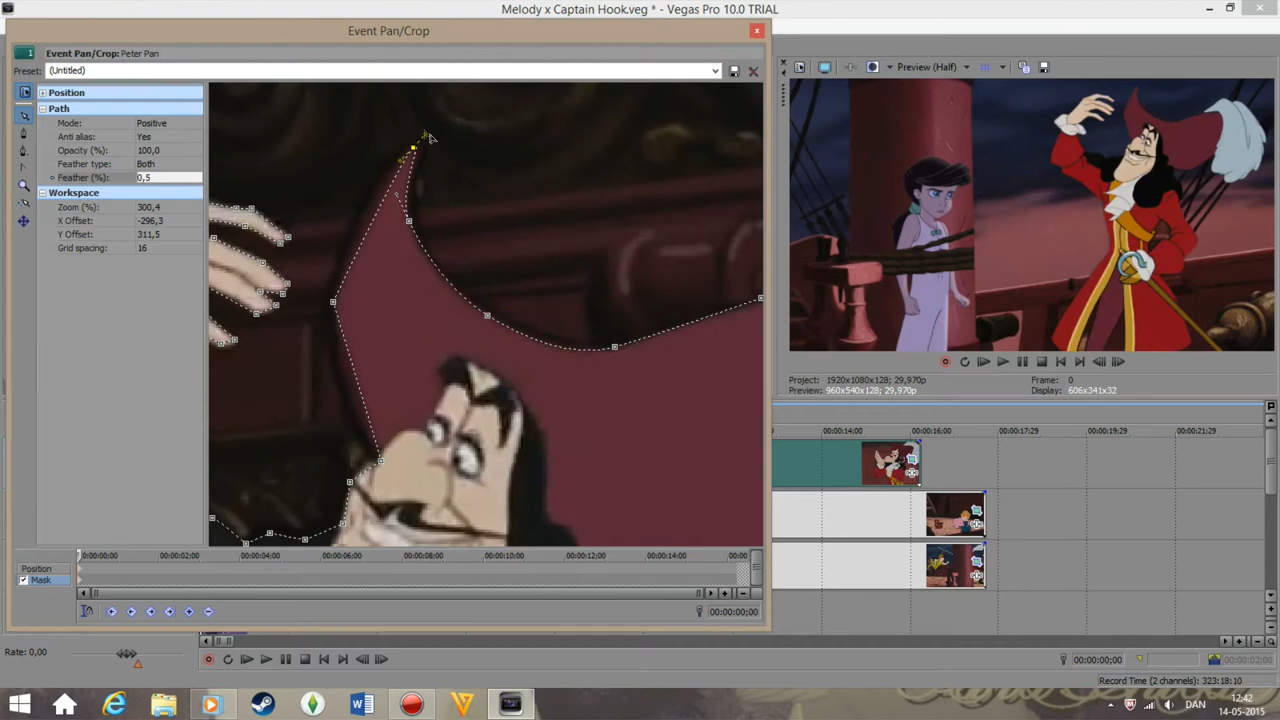 Melody x Captain Hook.veg * - Vegas Pro 10.0 TRIAL
Event Pan/Crop
1
Event Pan/Crop: Peter Pan
Preset: (Untitled)
Position
Path
Mode: Positive
Anti alias: Yes
Opacity (%): 100,0
Feather type: Both
Feather (%): 0,5
Workspace
Zoom (%): 300,4
X Offset: -296,3
Y Offset: 311,5
Grid spacing: 16
Preview (Half)
Project: 1920x1080x128; 29,970p
Frame: 0
Preview: 960x540x128; 29,970p
Display: 606x341x32
00:00:14:00 00:00:16:00 00:00:17:29 00:00:19:29 00:00:21:29
0:00:00:00 00:00:02:00 00:00:04:00 00:00:06:00 00:00:08:00 00:00:10:00 00:00:12:00 00:00:14:00 00:00
Position
Mask
00:00:00;00
Rate: 0,00
00:00:00;00
00:00:02;00
Record Time (2 channels): 323:18:10
DAN
12:42
14-05-2015